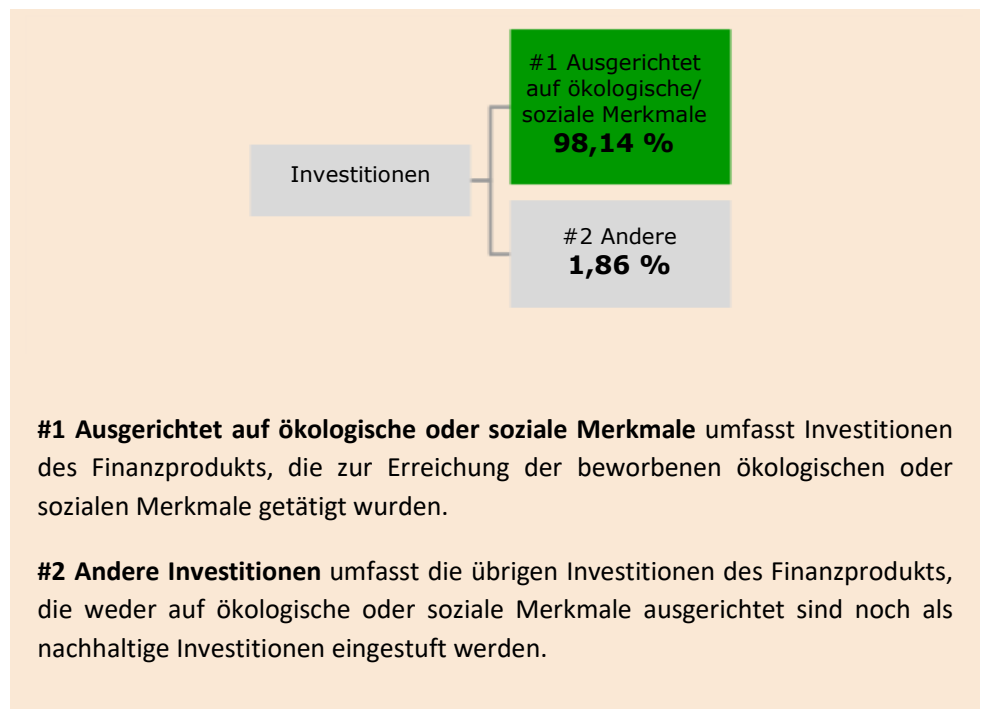 #1 Ausgerichtet
auf ökologische/
soziale Merkmale
98,14 %
Investitionen
#2 Andere
1,86 %
#1 Ausgerichtet auf ökologische oder soziale Merkmale umfasst Investitionen
des Finanzprodukts, die zur Erreichung der beworbenen ökologischen oder
sozialen Merkmale getätigt wurden.
#2 Andere Investitionen umfasst die übrigen Investitionen des Finanzprodukts,
die weder auf ökologische oder soziale Merkmale ausgerichtet sind noch als
nachhaltige Investitionen eingestuft werden.